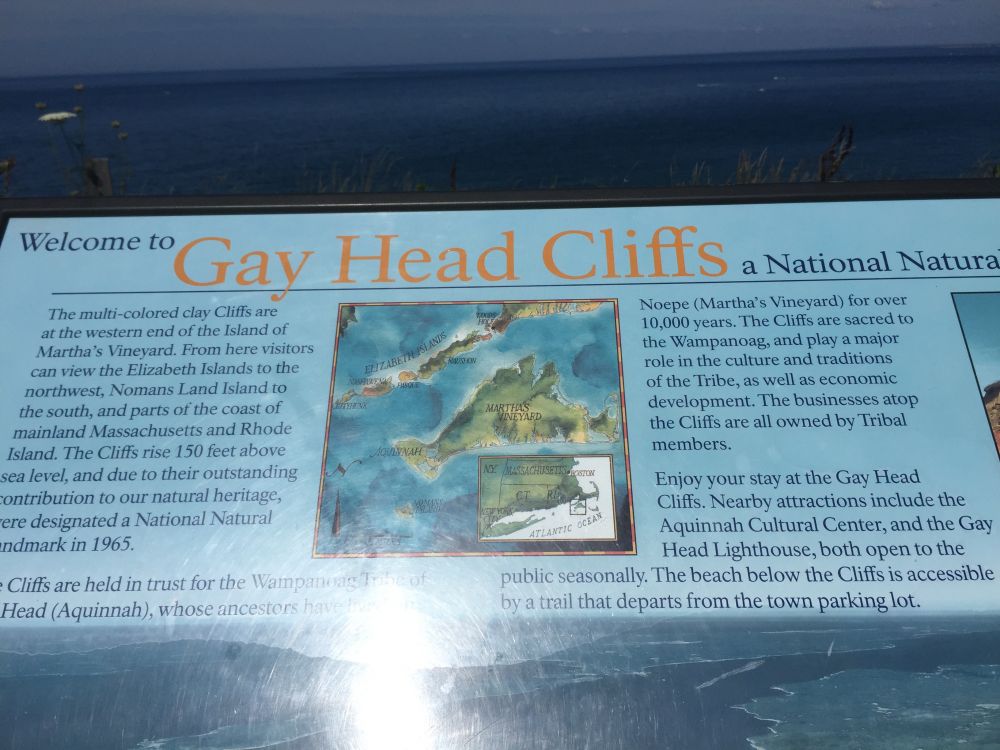 Welcome to Gay Head Cliffs a National Natural
The multi-colored clay Cliffs are
at the western end of the Island of
Martha's Vineyard. From here visitors
can view the Elizabeth Islands to the
northwest, Nomans Land Island to
the south, and parts of the coast of
mainland Massachusetts and Rhode
Island. The Cliffs rise 150 feet above
sea level, and due to their outstanding
contribution to our natural heritage,
were designated a National Natural
Landmark in 1965.
Cliffs are held in trust for the Wampanoag Tribe of
Head (Aquinnah), whose ancestors have
WOODS HOLE
ELIZABETH ISLANDS
NAUSHON
PASQUE
CUTTYHUNK
MARTHA'S
VINEYARD
AQUINNAH
NOMANS
N.Y. MASSACHUSETTS
BOSTON
CT. R.I.
NEW YORK
CITY
ATLANTIC OCEAN
Noepe (Martha's Vineyard) for over
10,000 years. The Cliffs are sacred to
the Wampanoag, and play a major
role in the culture and traditions
of the Tribe, as well as economic
development. The businesses atop
the Cliffs are all owned by Tribal
members.
Enjoy your stay at the Gay Head
Cliffs. Nearby attractions include the
Aquinnah Cultural Center, and the Gay
Head Lighthouse, both open to the
public seasonally. The beach below the Cliffs is accessible
by a trail that departs from the town parking lot.